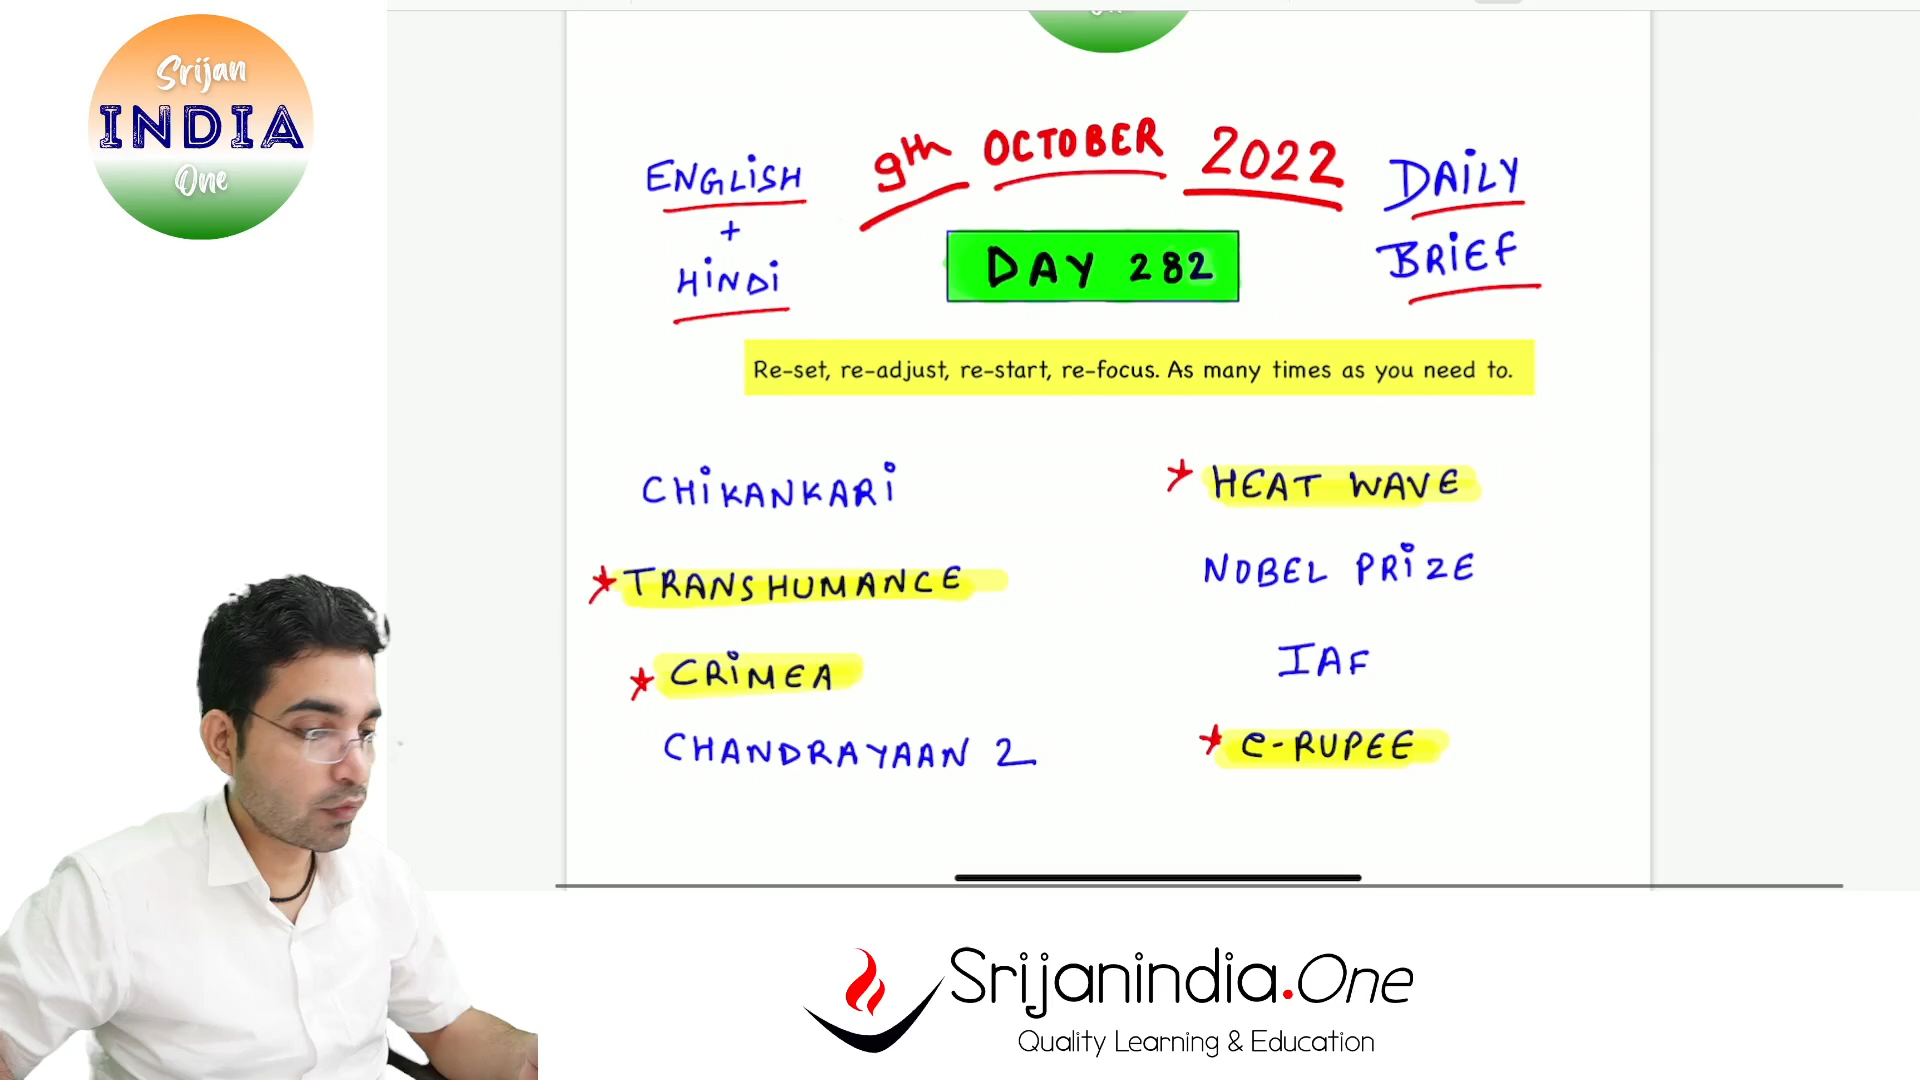 Srijan
INDIA
One
9th OCTOBER 2022
ENGLISH
+
HINDI
DAILY
BRIEF
DAY 282
Re-set, re-adjust, re-start, re-focus. As many times as you need to.
CHIKANKARI
TRANSHUMANCE
CRIMEA
CHANDRAYAAN 2
HEAT WAVE
NOBEL PRIZE
IAF
e-RUPEE
Srijanindia.One
Quality Learning & Education